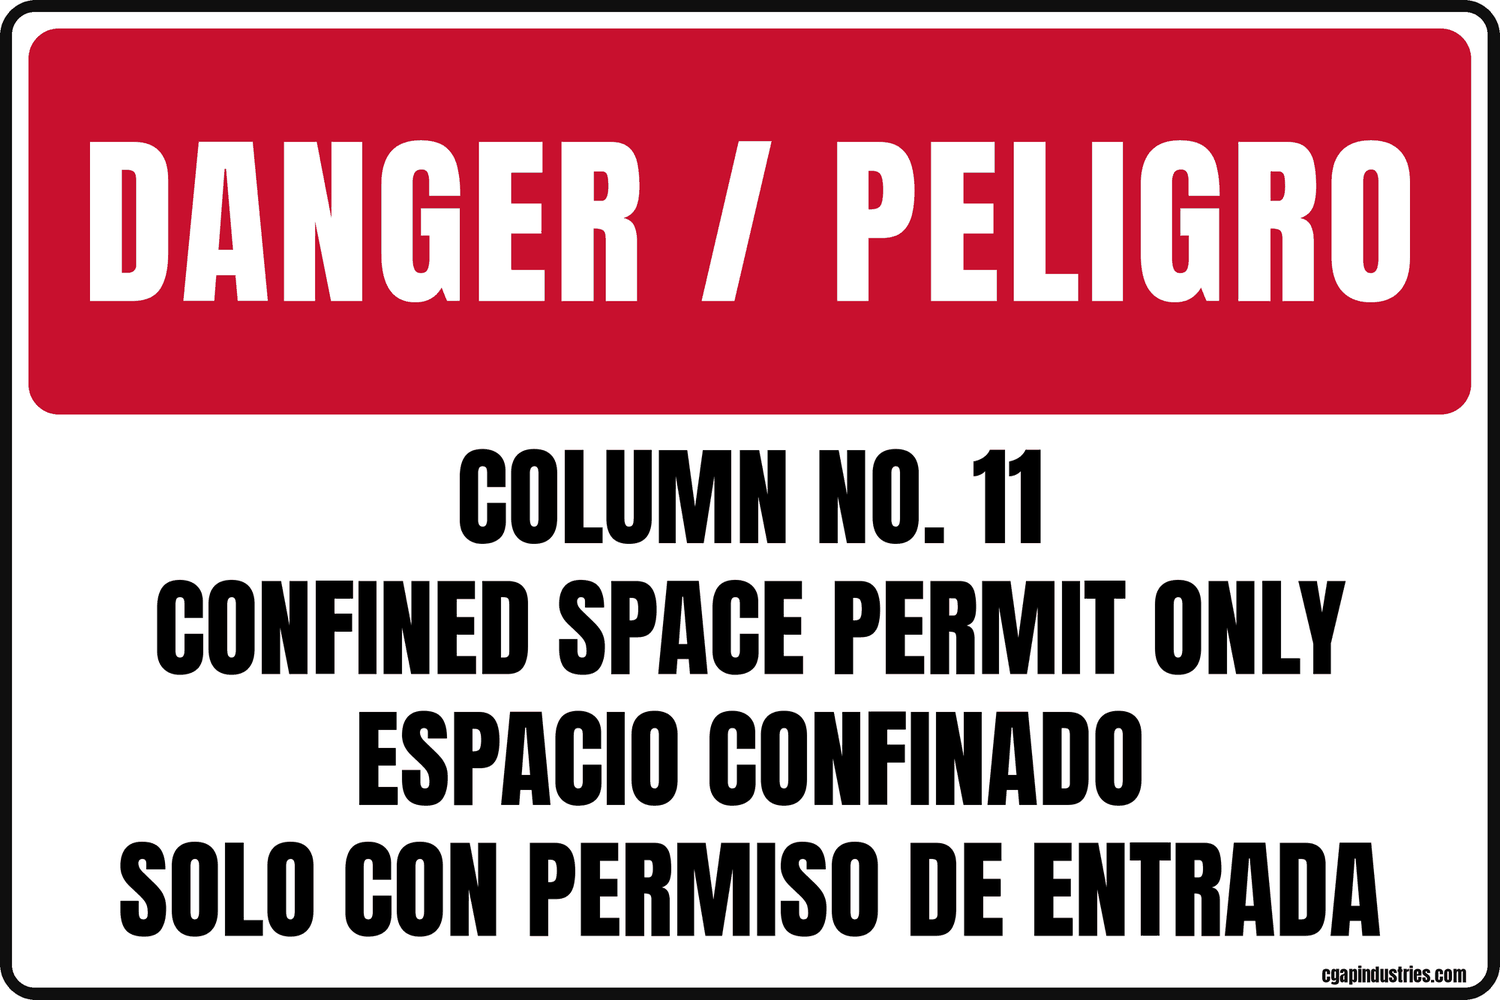 DANGER / PELIGRO
COLUMN NO. 11
CONFINED SPACE PERMIT ONLY
ESPACIO CONFINADO
SOLO CON PERMISO DE ENTRADA
cgapindustries.com